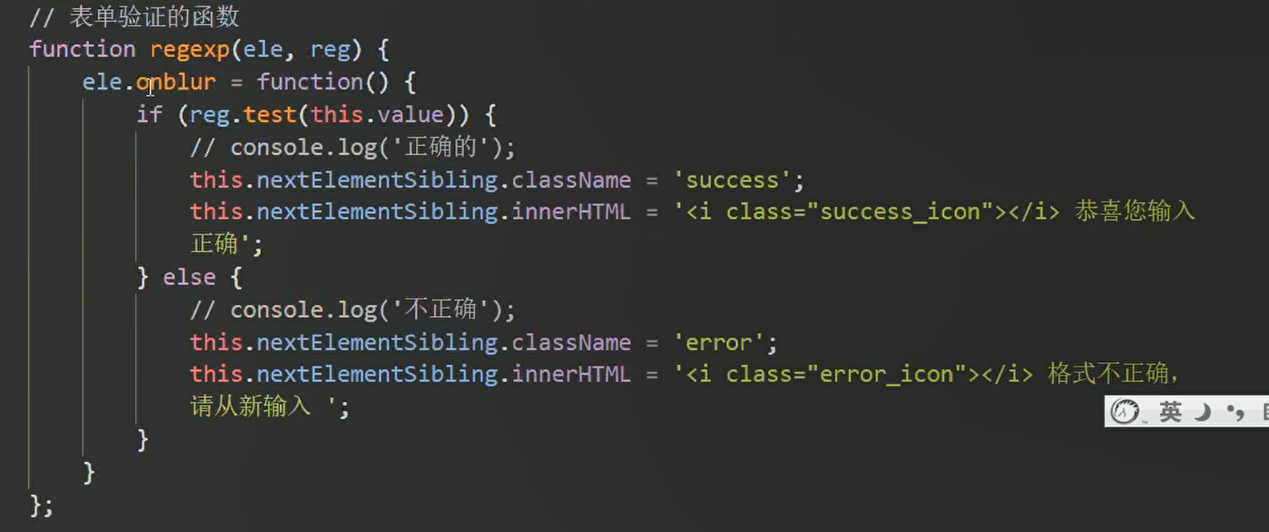 // 表单验证的函数
function regexp(ele, reg) {
ele.onblur = function() {
if (reg.test(this.value)) {
// console.log('正确的');
this.nextElementSibling.className = 'success';
this.nextElementSibling.innerHTML = '<i class="success_icon"></i> 恭喜您输入
正确';
} else {
// console.log('不正确');
this.nextElementSibling.className = 'error';
this.nextElementSibling.innerHTML = '<i class="error_icon"></i> 格式不正确，
请从新输入 ';
}
}
};
英